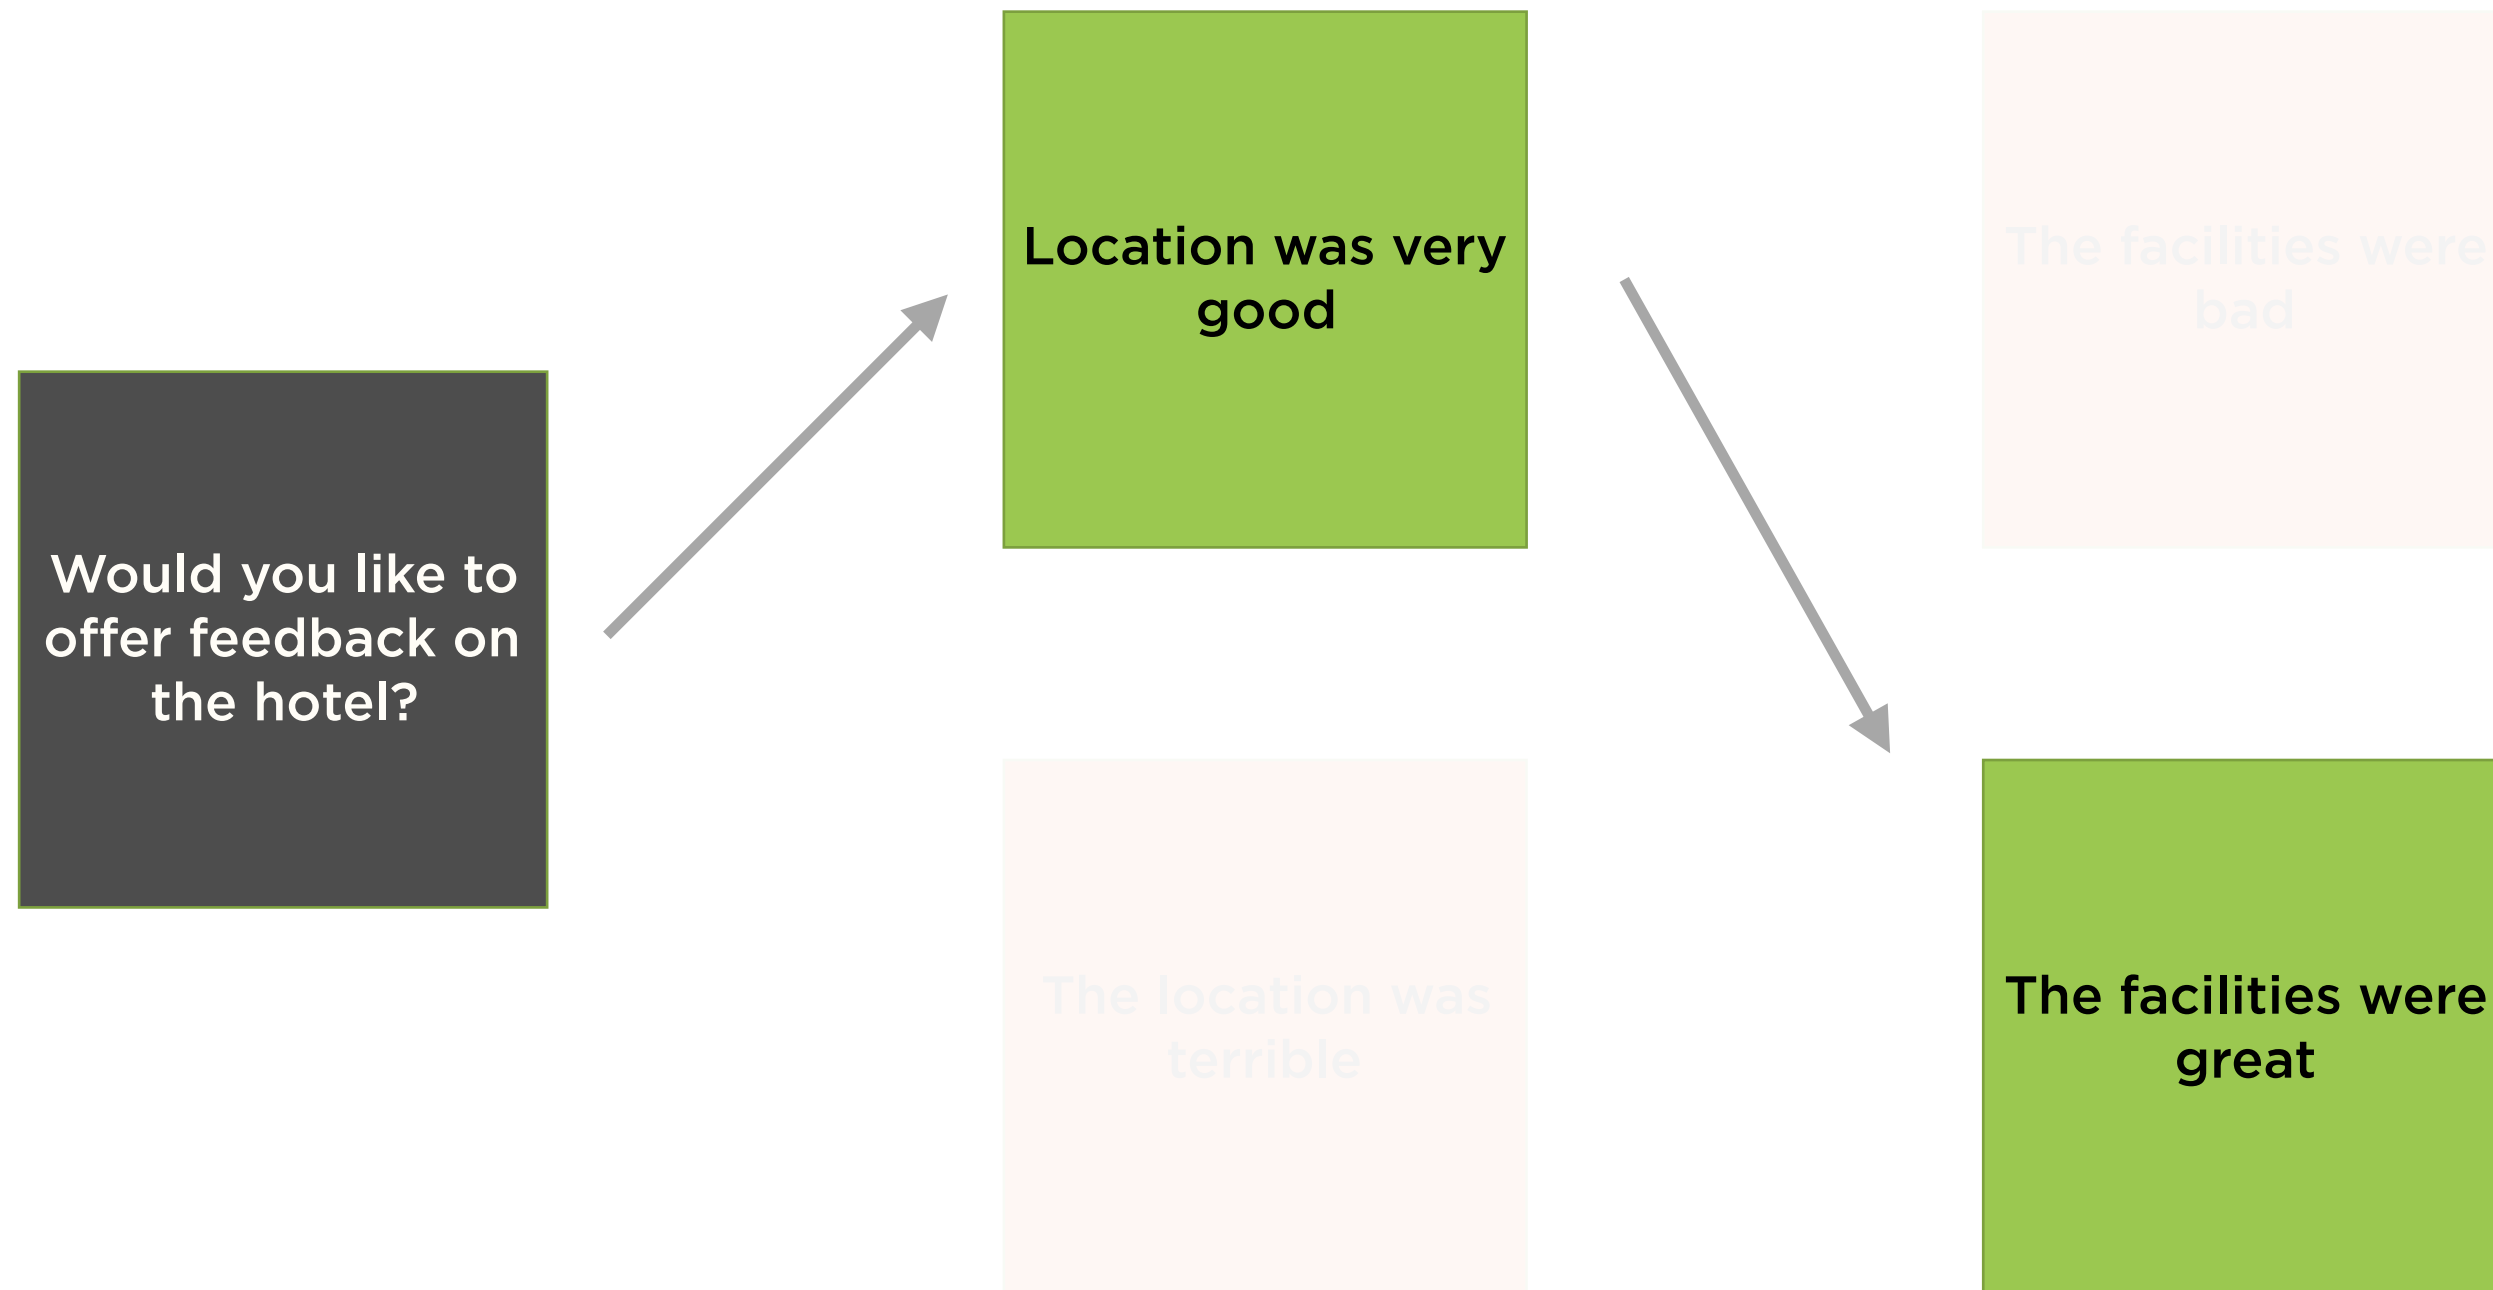 Would you like to
offer feedback on
the hotel?
Location was very
good
The location was
terrible
The facilities were
bad
The facilities were
great